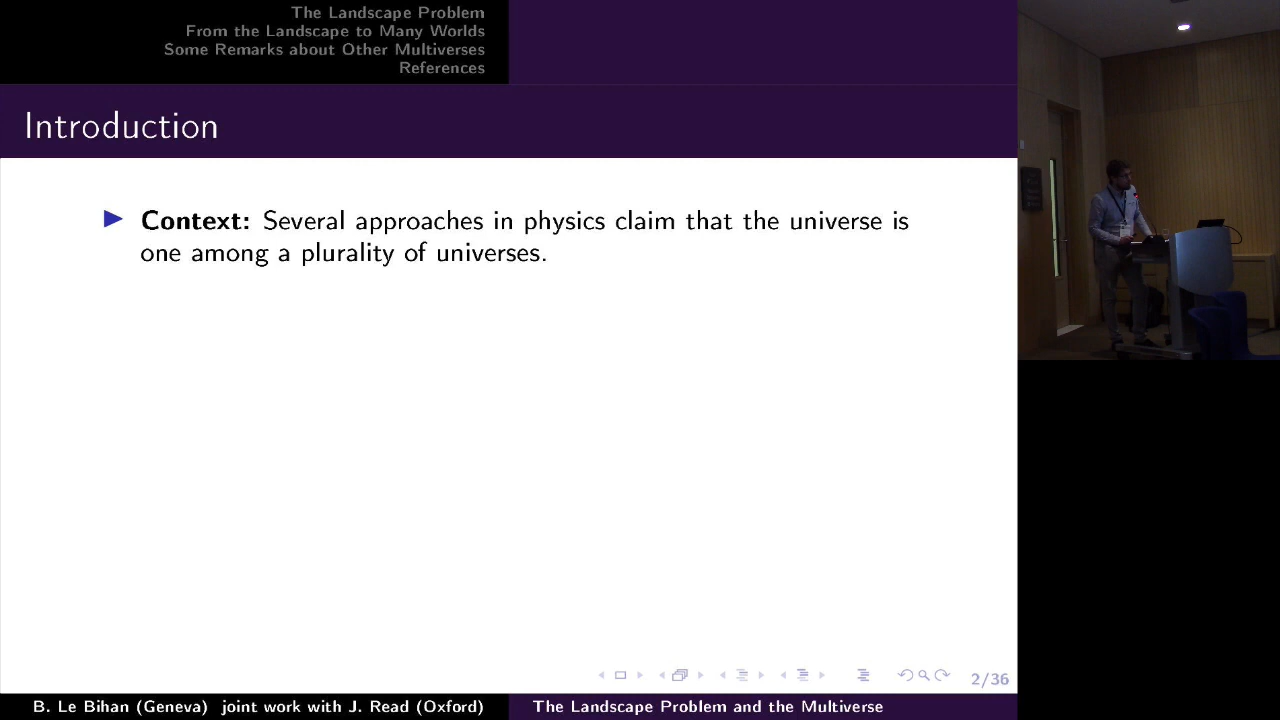 The Landscape Problem
From the Landscape to Many Worlds
Some Remarks about Other Multiverses
References
Introduction
Context: Several approaches in physics claim that the universe is
one among a plurality of universes.
2/36
B. Le Bihan (Geneva) joint work with J. Read (Oxford)
The Landscape Problem and the Multiverse